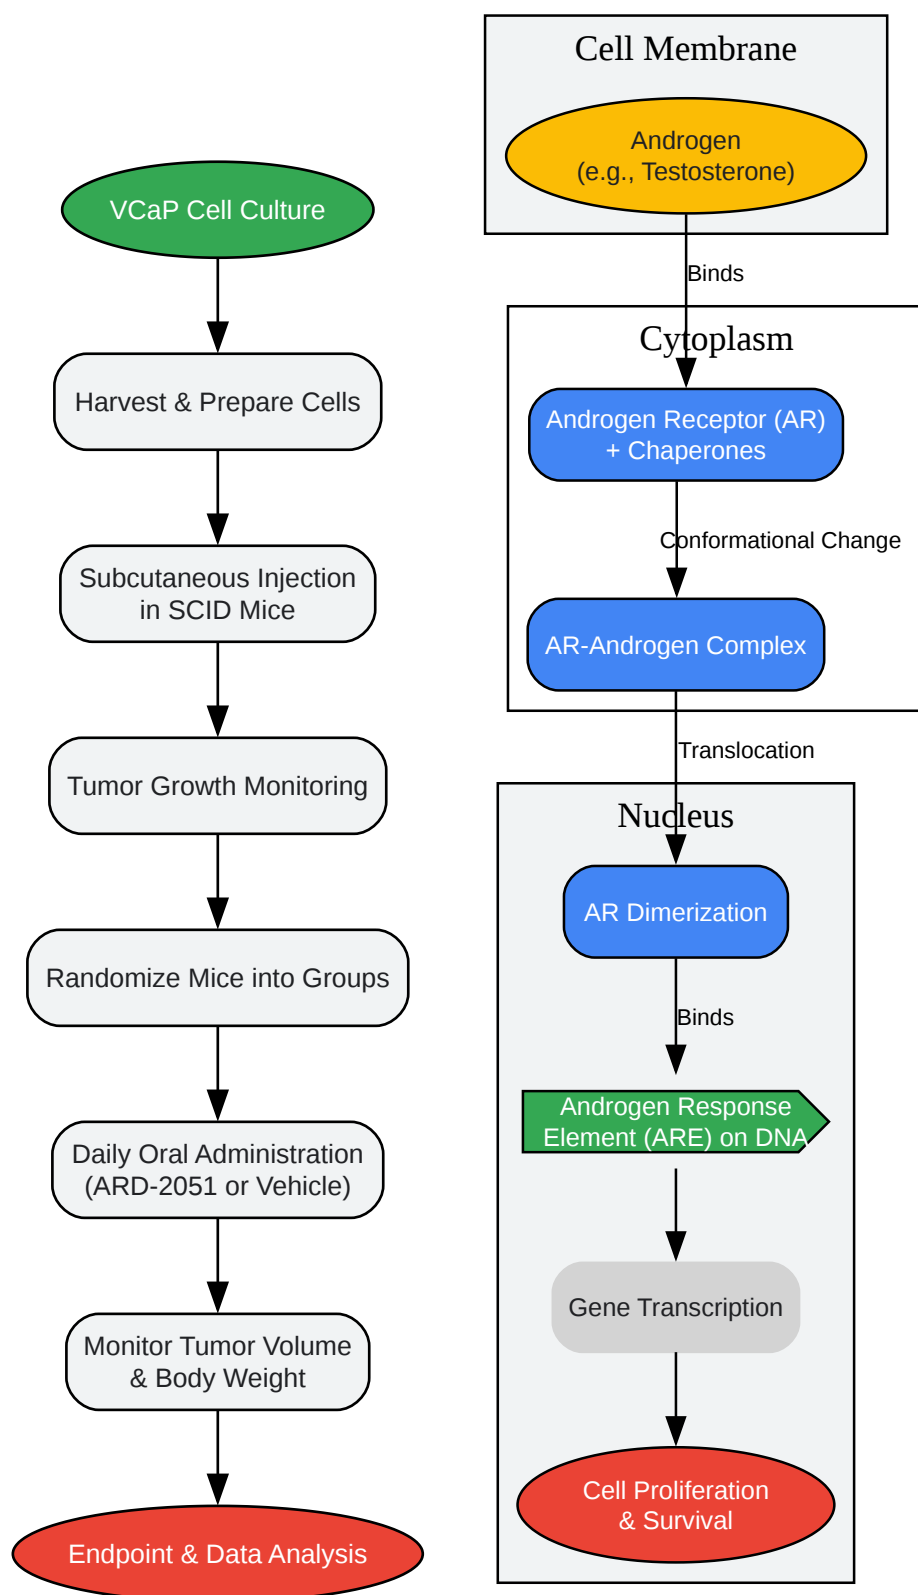 VCaP Cell Culture
Harvest & Prepare Cells
Subcutaneous Injection
in SCID Mice
Tumor Growth Monitoring
Randomize Mice into Groups
Daily Oral Administration
(ARD-2051 or Vehicle)
Monitor Tumor Volume
& Body Weight
Endpoint & Data Analysis
Cell Membrane
Androgen
(e.g., Testosterone)
Binds
Cytoplasm
Androgen Receptor (AR)
+ Chaperones
Conformational Change
AR-Androgen Complex
Translocation
Nucleus
AR Dimerization
Binds
Androgen Response
Element (ARE) on DNA
Gene Transcription
Cell Proliferation
& Survival